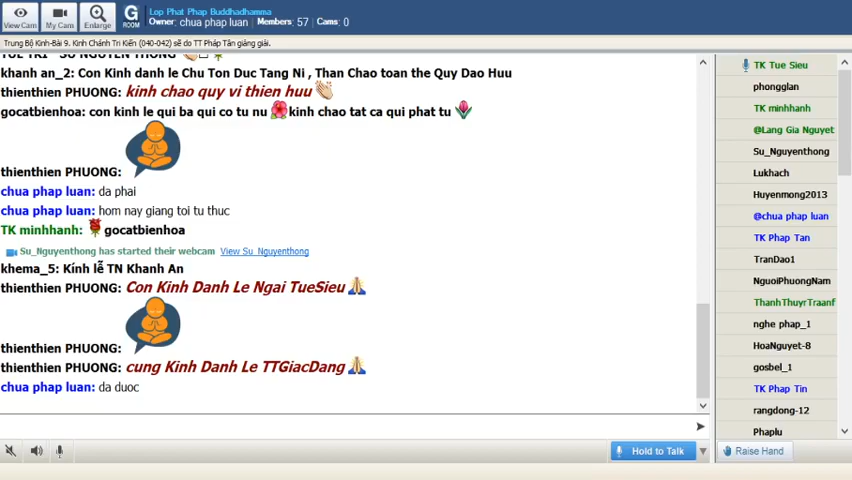 View Cam
My Cam
Enlarge
G
ROOM
Lop Phat Phap Buddhadhamma
Owner: chua phap luan
Members: 57
Cams: 0
Trung Bộ Kinh-Bài 9. Kinh Chánh Tri Kiến (040-042) sẽ do TT Pháp Tân giảng giải.
khanh an_2: Con Kinh danh le Chu Ton Duc Tang Ni , Than Chao toan the Quy Dao Huu
thienthien PHUONG: kinh chao quy vi thien huu
gocatbienhoa: con kinh le qui ba qui co tu nu kinh chao tat ca qui phat tu
thienthien PHUONG:
chua phap luan: da phai
chua phap luan: hom nay giang toi tu thuc
TK minhhanh: gocatbienhoa
Su_Nguyenthong has started their webcam View Su_Nguyenthong
khema_5: Kính lễ TN Khanh An
thienthien PHUONG: Con Kinh Danh Le Ngai TueSieu
thienthien PHUONG:
thienthien PHUONG: cung Kinh Danh Le TTGiacDang
chua phap luan: da duoc
Hold to Talk
TK Tue Sieu
phongglan
TK minhhanh
@Lang Gia Nguyet
Su_Nguyenthong
Lukhach
Huyenmong2013
@chua phap luan
TK Phap Tan
TranDao1
NguoiPhuongNam
ThanhThuyrTraanf
nghe phap_1
HoaNguyet-8
gosbel_1
TK Phap Tin
rangdong-12
Phaplu
Raise Hand